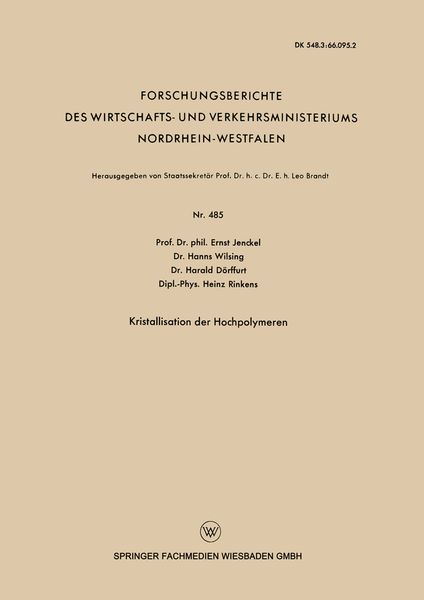 DK 548.3:66.095.2
FORSCHUNGSBERICHTE
DES WIRTSCHAFTS- UND VERKEHRSMINISTERIUMS
NORDRHEIN-WESTFALEN
Herausgegeben von Staatssekretär Prof. Dr. h. c. Dr. E. h. Leo Brandt
Nr. 485
Prof. Dr. phil. Ernst Jenckel
Dr. Hanns Wilsing
Dr. Harald Dörffurt
Dipl.-Phys. Heinz Rinkens
Kristallisation der Hochpolymeren
SPRINGER FACHMEDIEN WIESBADEN GMBH